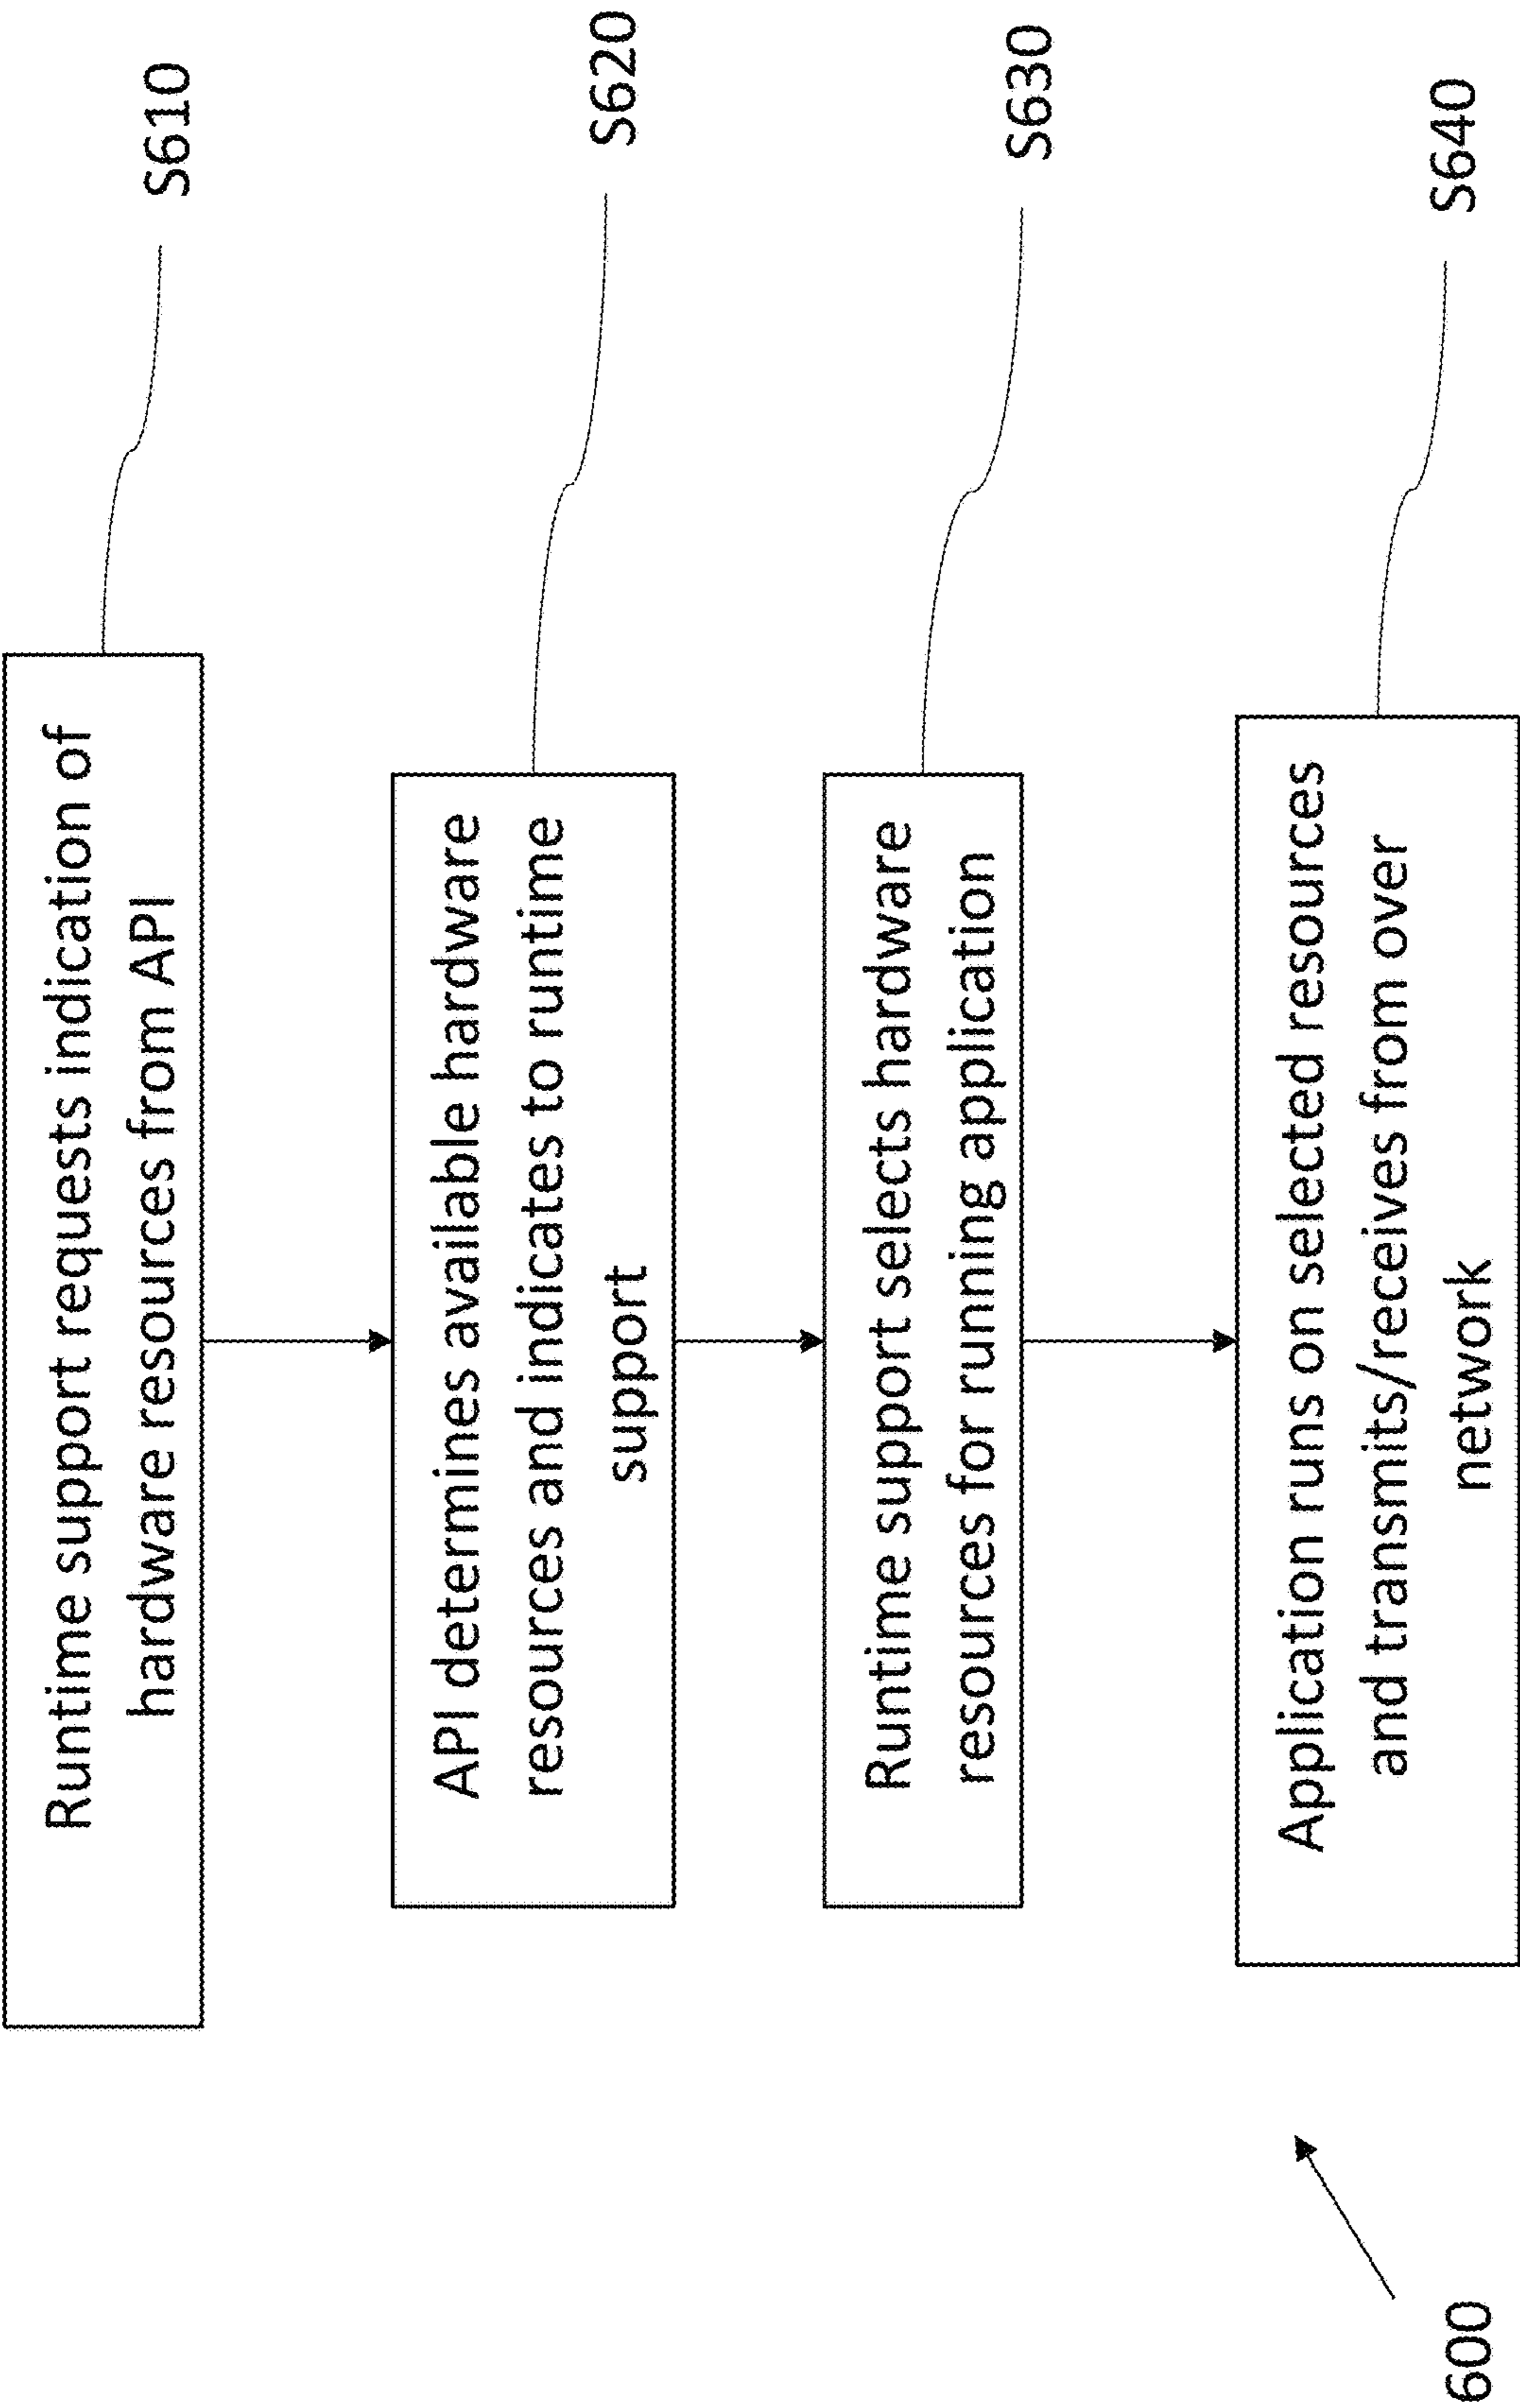 Runtime support requests indication of
hardware resources from API
S610
API determines available hardware
resources and indicates to runtime
support
S620
Runtime support selects hardware
resources for running application
S630
Application runs on selected resources
and transmits/receives from over
network
S640
600